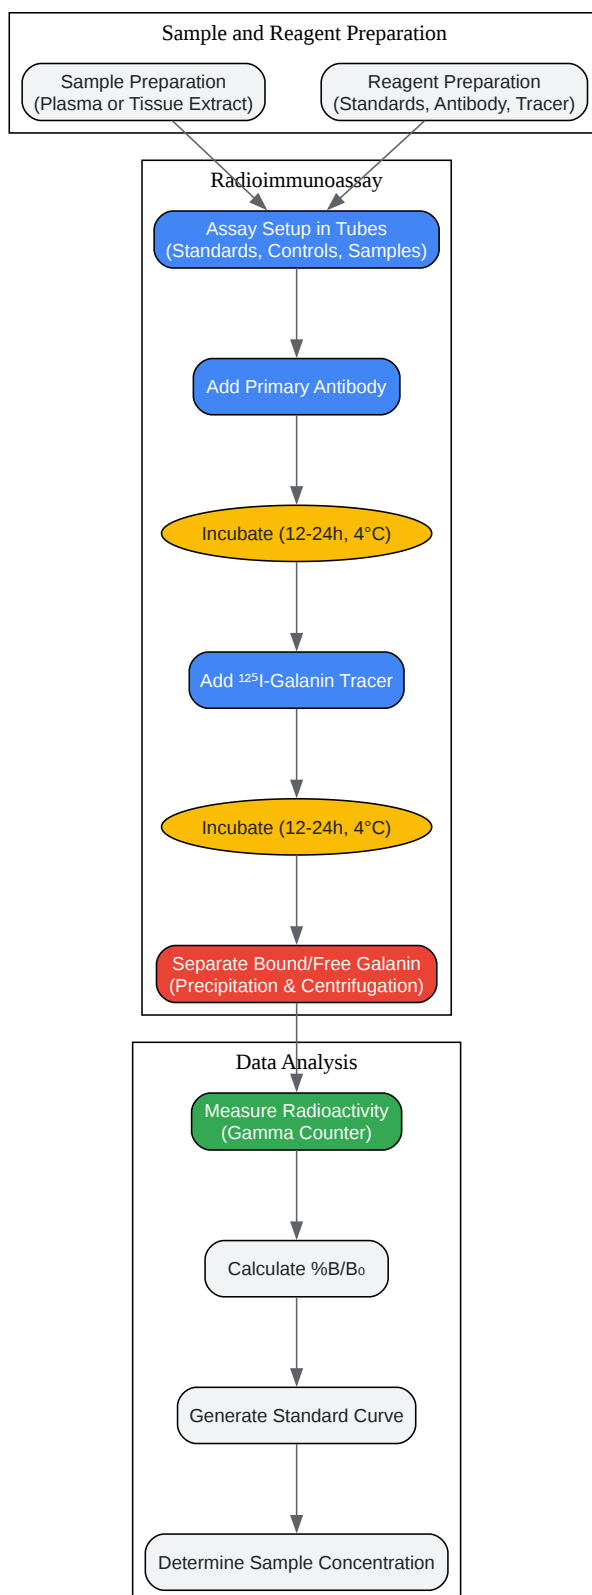 Sample and Reagent Preparation
Sample Preparation
(Plasma or Tissue Extract)
Reagent Preparation
(Standards, Antibody, Tracer)
Radioimmunoassay
Assay Setup in Tubes
(Standards, Controls, Samples)
Add Primary Antibody
Incubate (12-24h, 4°C)
Add ¹²⁵I-Galanin Tracer
Incubate (12-24h, 4°C)
Separate Bound/Free Galanin
(Precipitation & Centrifugation)
Data Analysis
Measure Radioactivity
(Gamma Counter)
Calculate %B/B₀
Generate Standard Curve
Determine Sample Concentration